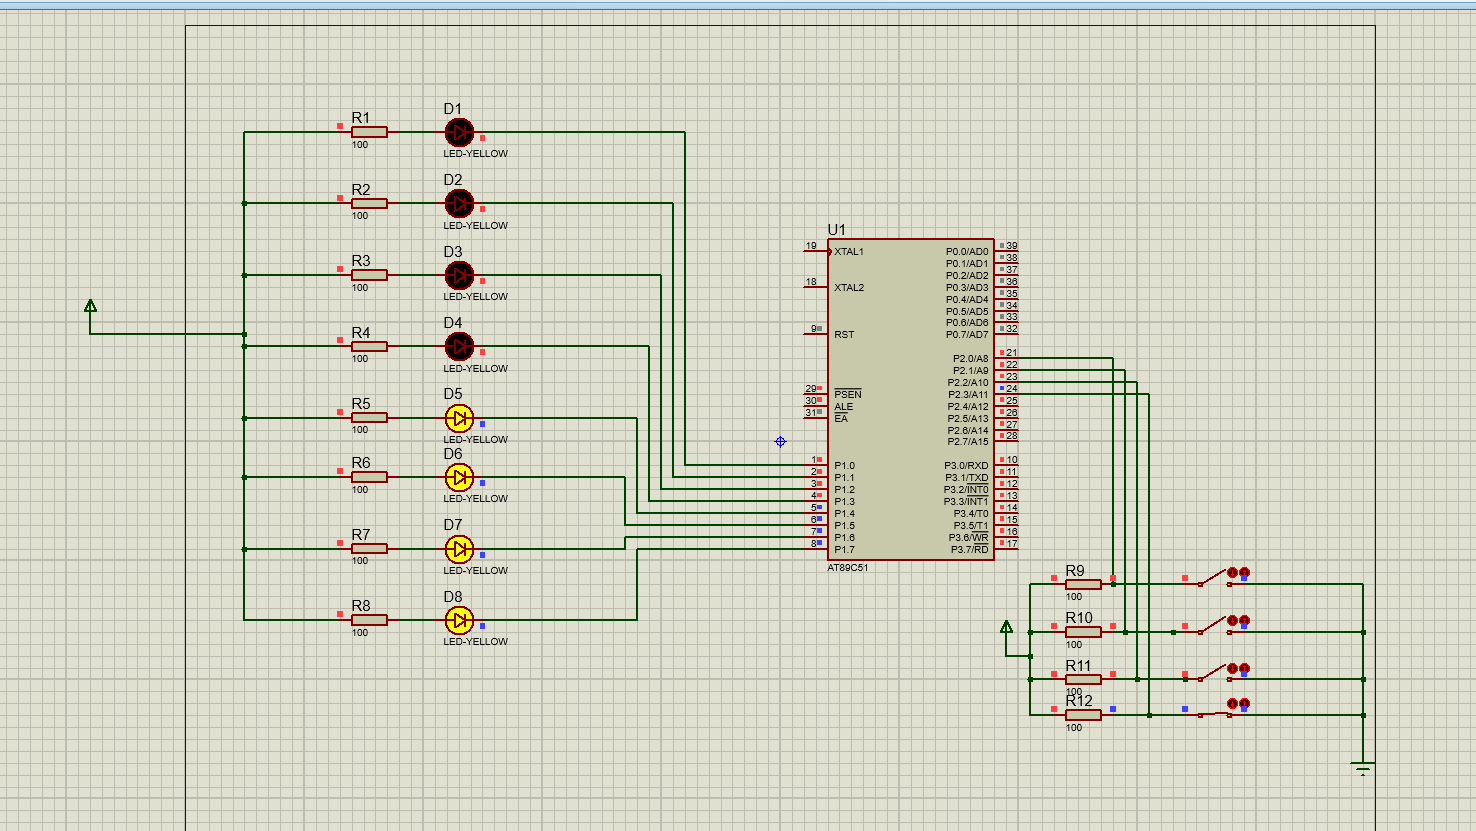 R1
100
D1
LED-YELLOW
R2
100
D2
LED-YELLOW
R3
100
D3
LED-YELLOW
R4
100
D4
LED-YELLOW
R5
100
D5
LED-YELLOW
R6
100
D6
LED-YELLOW
R7
100
D7
LED-YELLOW
R8
100
D8
LED-YELLOW
U1
19 XTAL1
18 XTAL2
9 RST
29 PSEN
30 ALE
31 EA
1 P1.0
2 P1.1
3 P1.2
4 P1.3
5 P1.4
6 P1.5
7 P1.6
8 P1.7
P0.0/AD0 39
P0.1/AD1 38
P0.2/AD2 37
P0.3/AD3 36
P0.4/AD4 35
P0.5/AD5 34
P0.6/AD6 33
P0.7/AD7 32
P2.0/A8 21
P2.1/A9 22
P2.2/A10 23
P2.3/A11 24
P2.4/A12 25
P2.5/A13 26
P2.6/A14 27
P2.7/A15 28
P3.0/RXD 10
P3.1/TXD 11
P3.2/INT0 12
P3.3/INT1 13
P3.4/T0 14
P3.5/T1 15
P3.6/WR 16
P3.7/RD 17
AT89C51
R9
100
R10
100
R11
100
R12
100